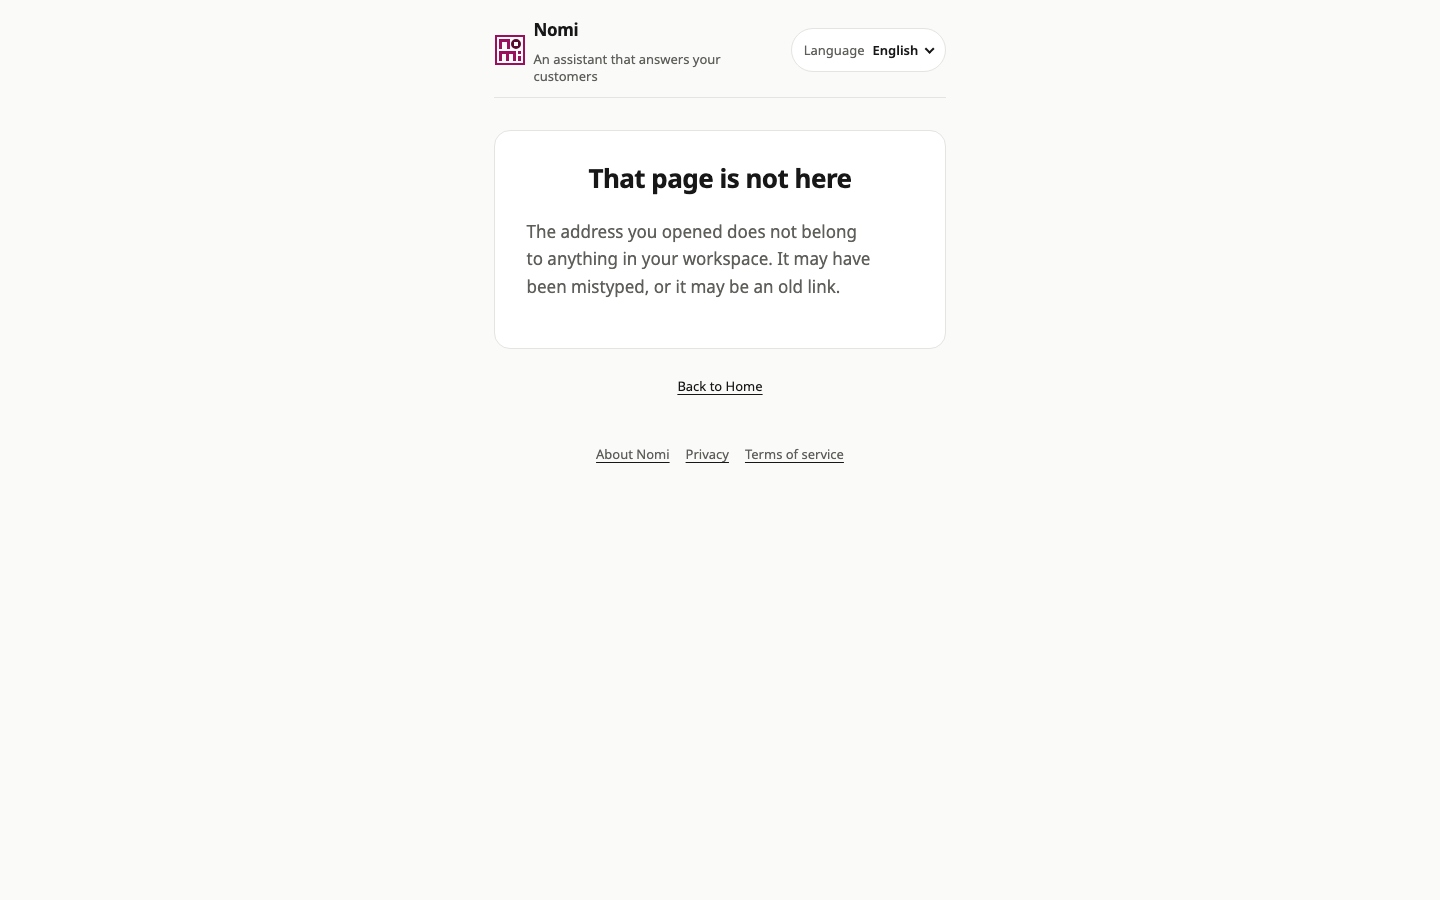 nomi
Nomi
An assistant that answers your
customers
Language English
That page is not here
The address you opened does not belong
to anything in your workspace. It may have
been mistyped, or it may be an old link.
Back to Home
About Nomi Privacy Terms of service